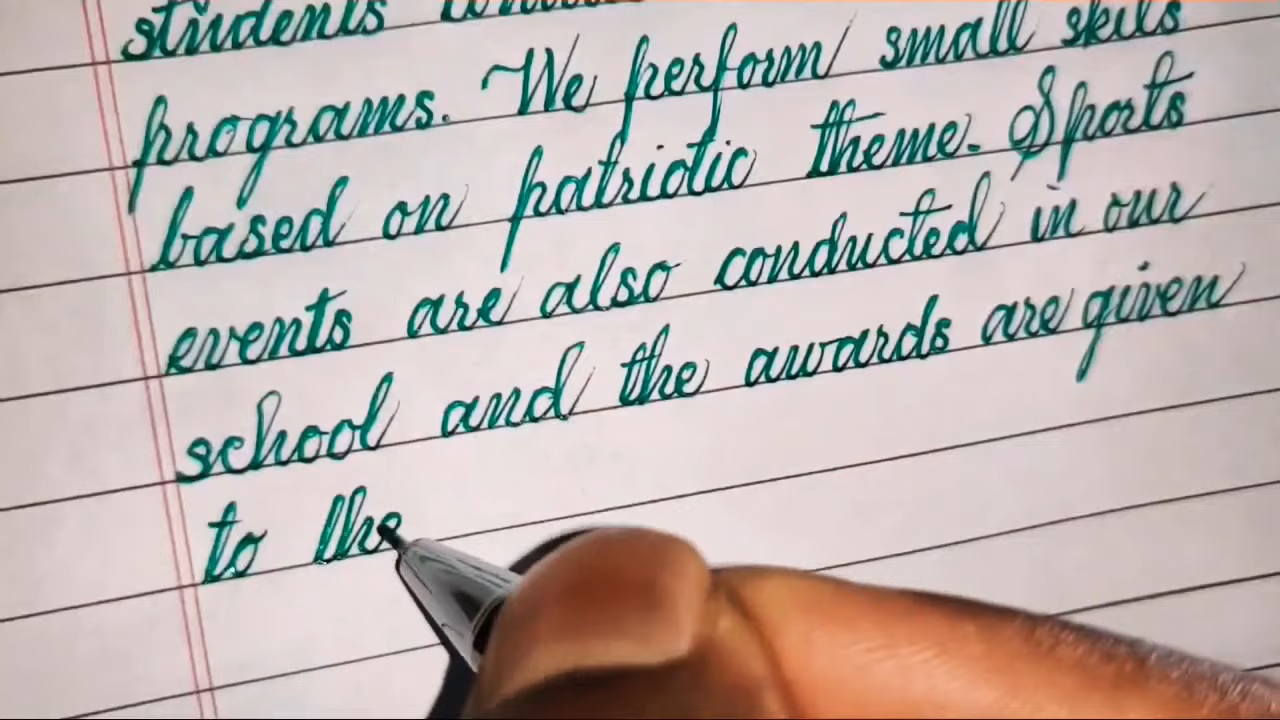 students
programs. We perform small skits
based on patriotic theme. Sports
events are also conducted in our
school and the awards are given
to the